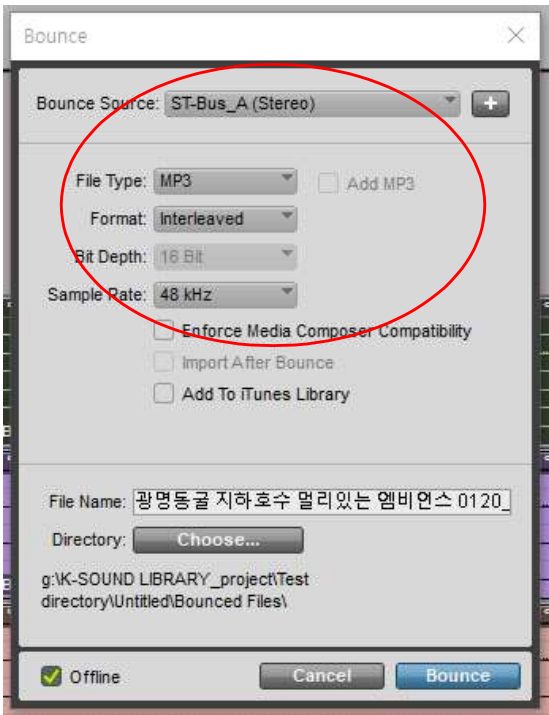 Bounce
Bounce Source: ST-Bus_A (Stereo)
File Type: MP3 Add MP3
Format: Interleaved
Bit Depth: 16 Bit
Sample Rate: 48 kHz
Enforce Media Composer Compatibility
Import After Bounce
Add To iTunes Library
File Name: 광명동굴 지하호수 멀리있는 엠비언스 0120_
Directory: Choose...
g:\K-SOUND LIBRARY_project\Test
directory\Untitled\Bounced Files\
Offline Cancel Bounce